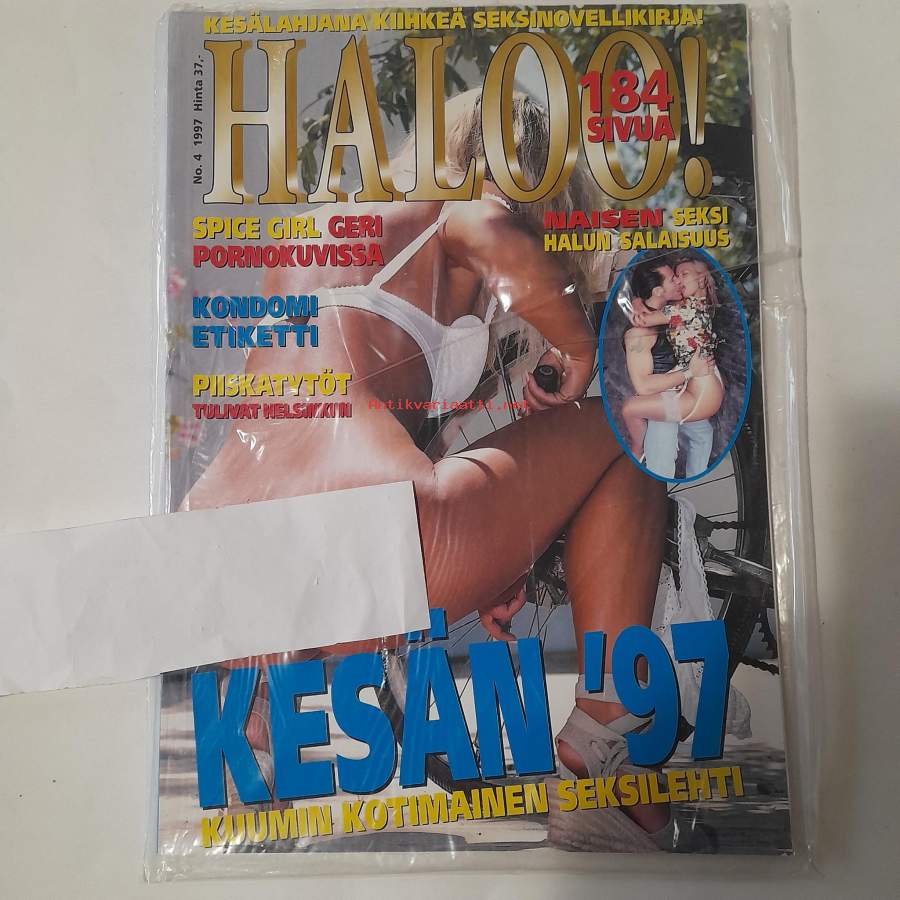 KESÄLAHJANA KIIHKEÄ SEKSINOVELLIKIRJA!
HALOO!
No. 4 1997 Hinta 37,-
184
SIVUA
SPICE GIRL GERI
PORNOKUVISSA
NAISEN SEKSI
HALUN SALAISUUS
KONDOMI
ETIKETTI
PIISKATYTÖT
TULIVAT HELSINKIIN
Antikvariaatti.net
KESÄN '97
KUUMIN KOTIMAINEN SEKSILEHTI